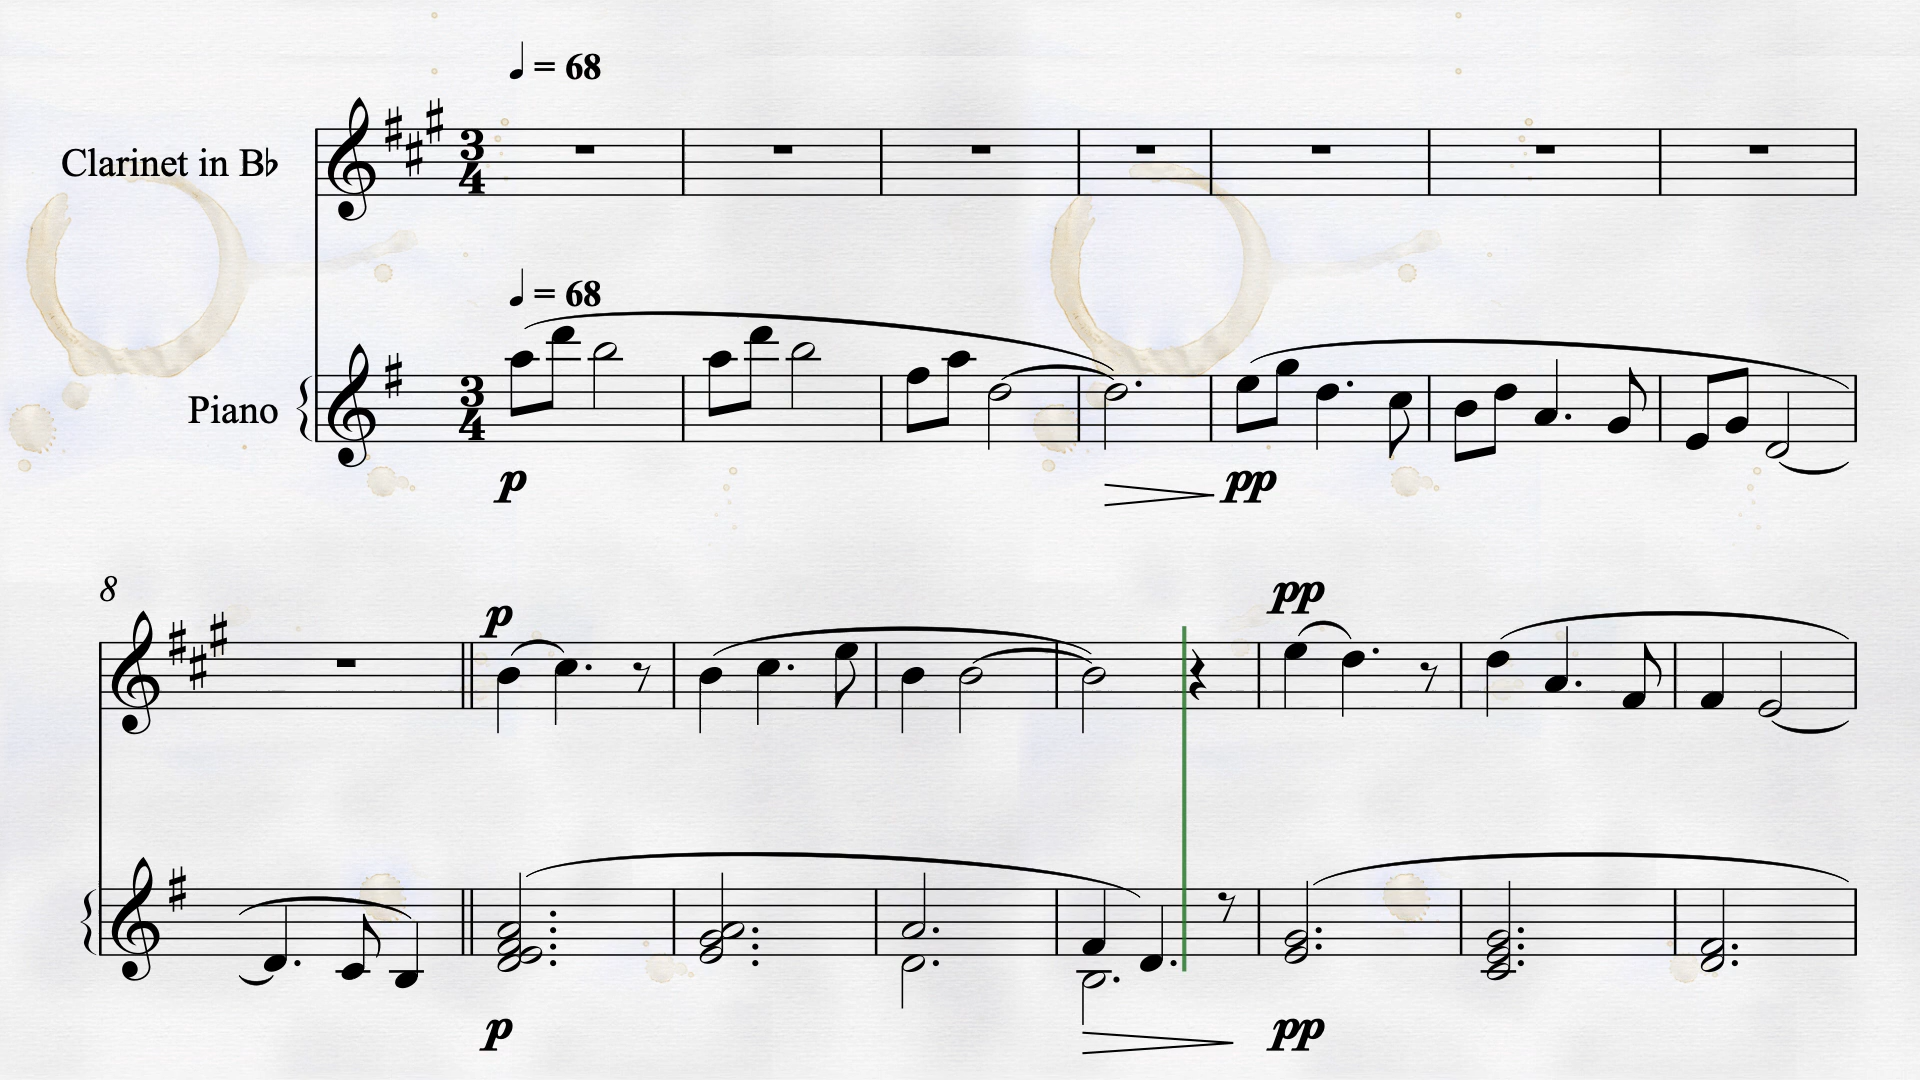 ♩ = 68
Clarinet in B♭
3
4
♩ = 68
Piano
3
4
p
pp
8
p
pp
p
pp